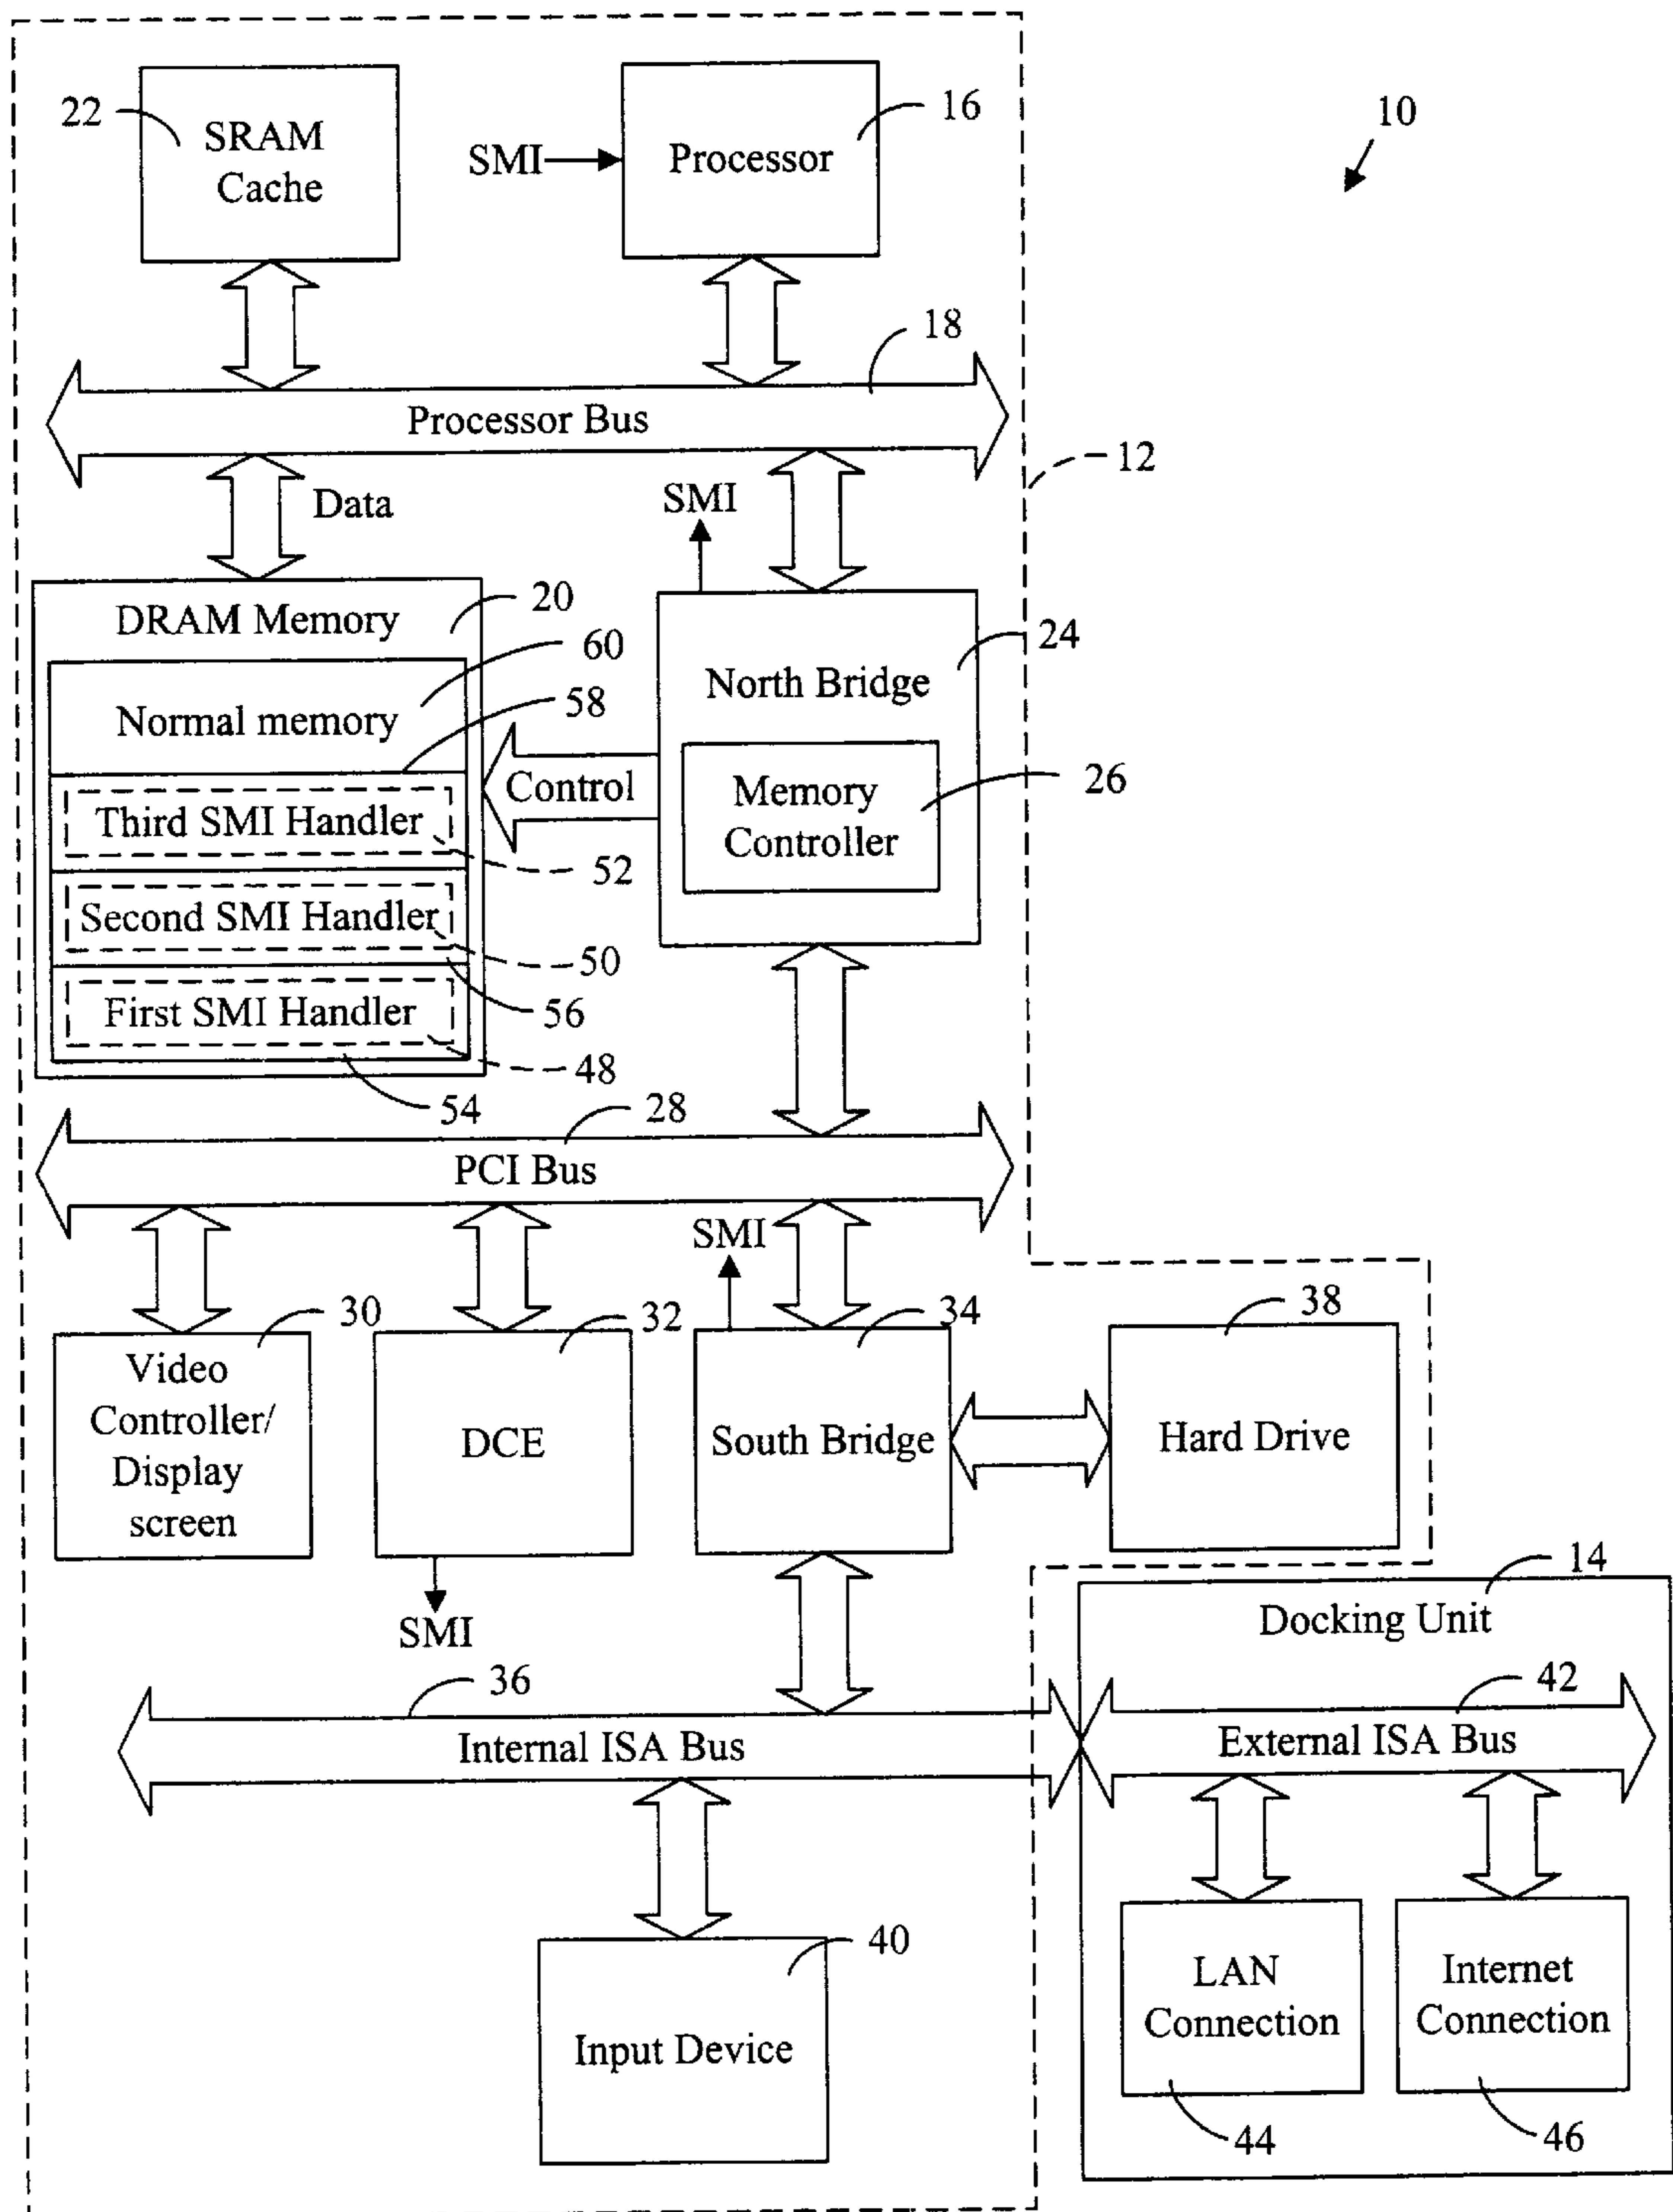 22
SRAM
Cache
SMI
Processor
16
10
18
Processor Bus
12
Data
SMI
DRAM Memory
20
60
Normal memory
58
North Bridge
24
Control
Memory
Controller
26
Third SMI Handler
52
Second SMI Handler
50
56
First SMI Handler
48
54
28
PCI Bus
SMI
30
Video
Controller/
Display
screen
32
DCE
SMI
34
South Bridge
38
Hard Drive
14
Docking Unit
36
Internal ISA Bus
42
External ISA Bus
40
Input Device
LAN
Connection
44
Internet
Connection
46